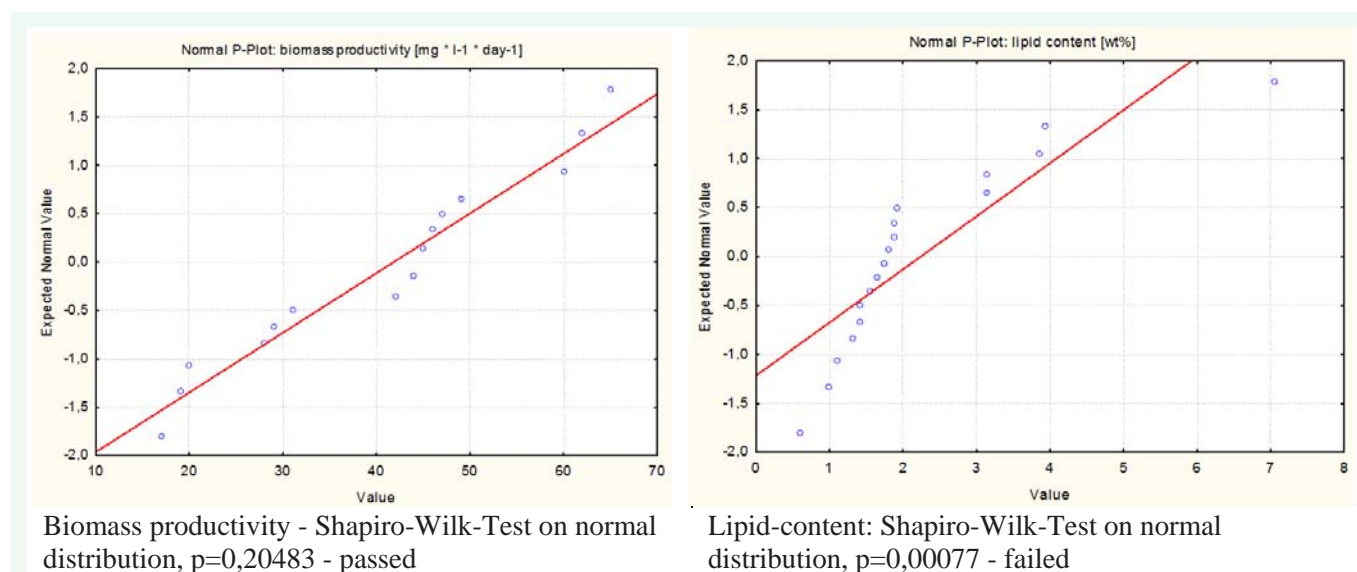 Normal P-Plot: biomass productivity [mg * l-1 * day-1]
2,0
1,5
1,0
0,5
0,0
-0,5
-1,0
-1,5
-2,0
Expected Normal Value
10 20 30 40 50 60 70
Value
Biomass productivity - Shapiro-Wilk-Test on normal
distribution, p=0,20483 - passed
Normal P-Plot: lipid content [wt%]
2,0
1,5
1,0
0,5
0,0
-0,5
-1,0
-1,5
-2,0
Expected Normal Value
0 1 2 3 4 5 6 7 8
Value
Lipid-content: Shapiro-Wilk-Test on normal
distribution, p=0,00077 - failed